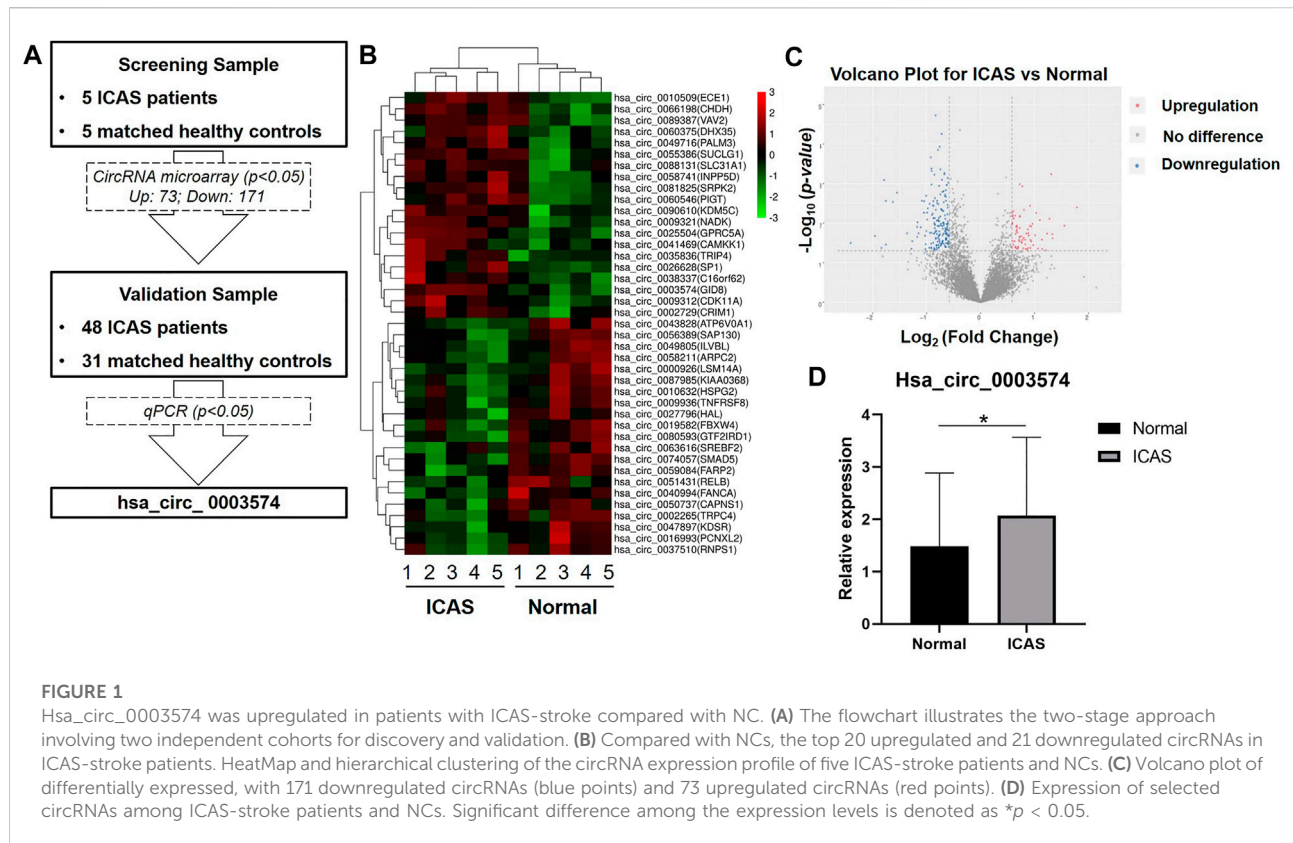 A
Screening Sample
• 5 ICAS patients
• 5 matched healthy controls
CircRNA microarray (p<0.05)
Up: 73; Down: 171
Validation Sample
• 48 ICAS patients
• 31 matched healthy controls
qPCR (p<0.05)
hsa_circ_ 0003574
B
3
2
1
0
-1
-2
-3
hsa_circ_0010509(ECE1)
hsa_circ_0066198(CHDH)
hsa_circ_0089387(VAV2)
hsa_circ_0060375(DHX35)
hsa_circ_0049716(PALM3)
hsa_circ_0055386(SUCLG1)
hsa_circ_0088131(SLC31A1)
hsa_circ_0058741(INPP5D)
hsa_circ_0081825(SRPK2)
hsa_circ_0060546(PIGT)
hsa_circ_0090610(KDM5C)
hsa_circ_0009321(NADK)
hsa_circ_0025504(GPRC5A)
hsa_circ_0041469(CAMKK1)
hsa_circ_0035836(TRIP4)
hsa_circ_0026628(SP1)
hsa_circ_0038337(C16orf62)
hsa_circ_0003574(GID8)
hsa_circ_0009312(CDK11A)
hsa_circ_0002729(CRIM1)
hsa_circ_0043828(ATP6V0A1)
hsa_circ_0056389(SAP130)
hsa_circ_0049805(ILVBL)
hsa_circ_0058211(ARPC2)
hsa_circ_0000926(LSM14A)
hsa_circ_0087985(KIAA0368)
hsa_circ_0010632(HSPG2)
hsa_circ_0009936(TNFRSF8)
hsa_circ_0027796(HAL)
hsa_circ_0019582(FBXW4)
hsa_circ_0080593(GTF2IRD1)
hsa_circ_0063616(SREBF2)
hsa_circ_0074057(SMAD5)
hsa_circ_0059084(FARP2)
hsa_circ_0051431(RELB)
hsa_circ_0040994(FANCA)
hsa_circ_0050737(CAPNS1)
hsa_circ_0002265(TRPC4)
hsa_circ_0047897(KDSR)
hsa_circ_0016993(PCNXL2)
hsa_circ_0037510(RNPS1)
1 2 3 4 5 1 2 3 4 5
ICAS Normal
C
Volcano Plot for ICAS vs Normal
-Log10 (p-value)
-2 -1 0 1 2
Log2 (Fold Change)
Upregulation
No difference
Downregulation
D
Hsa_circ_0003574
Relative expression
4
3
2
1
0
*
Normal ICAS
Normal
ICAS
FIGURE 1
Hsa_circ_0003574 was upregulated in patients with ICAS-stroke compared with NC. (A) The flowchart illustrates the two-stage approach
involving two independent cohorts for discovery and validation. (B) Compared with NCs, the top 20 upregulated and 21 downregulated circRNAs in
ICAS-stroke patients. HeatMap and hierarchical clustering of the circRNA expression profile of five ICAS-stroke patients and NCs. (C) Volcano plot of
differentially expressed, with 171 downregulated circRNAs (blue points) and 73 upregulated circRNAs (red points). (D) Expression of selected
circRNAs among ICAS-stroke patients and NCs. Significant difference among the expression levels is denoted as *p < 0.05.